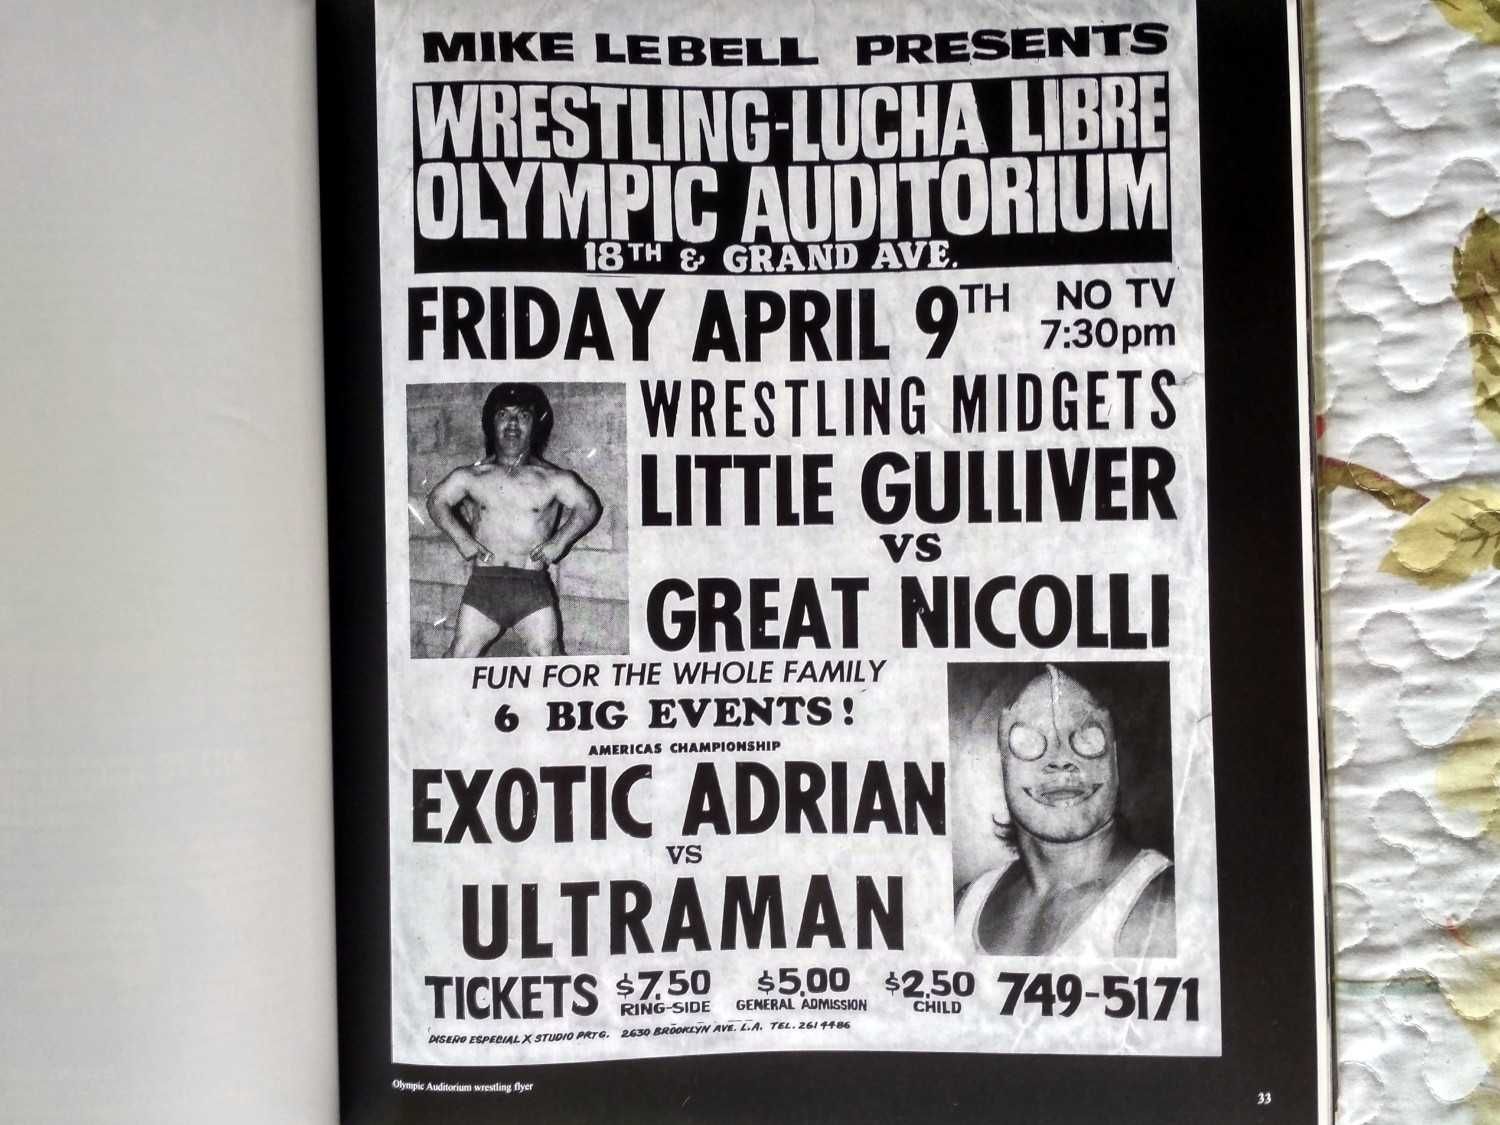 MIKE LEBELL PRESENTS
WRESTLING-LUCHA LIBRE
OLYMPIC AUDITORIUM
18TH & GRAND AVE.
FRIDAY APRIL 9TH NO TV
7:30pm
WRESTLING MIDGETS
LITTLE GULLIVER
VS
GREAT NICOLLI
FUN FOR THE WHOLE FAMILY
6 BIG EVENTS!
AMERICAS CHAMPIONSHIP
EXOTIC ADRIAN
VS
ULTRAMAN
TICKETS $7.50 $5.00 $2.50 749-5171
RING-SIDE GENERAL ADMISSION CHILD
DISEÑO ESPECIAL X STUDIO PRTG. 2630 BROOKLYN AVE. L.A. TEL. 261 4486
Olympic Auditorium wrestling flyer
33